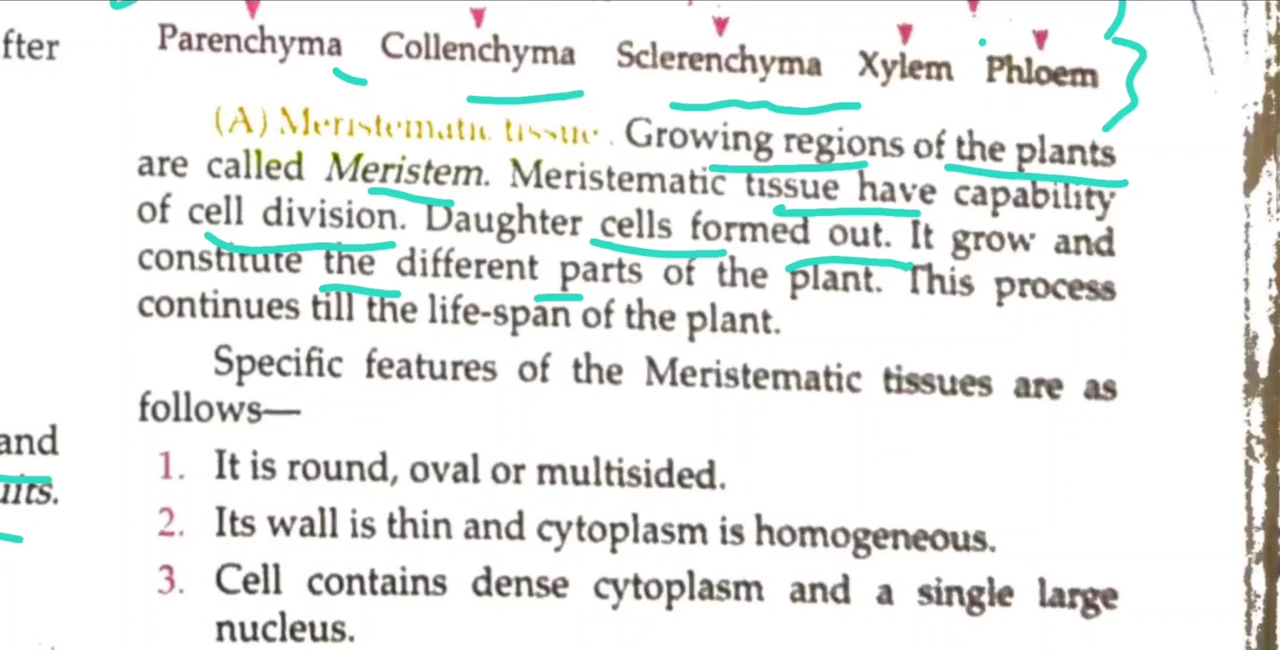 fter
Parenchyma Collenchyma Sclerenchyma Xylem Phloem
(A) Meristematic tissue. Growing regions of the plants
are called Meristem. Meristematic tissue have capability
of cell division. Daughter cells formed out. It grow and
constitute the different parts of the plant. This process
continues till the life-span of the plant.
Specific features of the Meristematic tissues are as
follows—
and
1. It is round, oval or multisided.
2. Its wall is thin and cytoplasm is homogeneous.
3. Cell contains dense cytoplasm and a single large
nucleus.